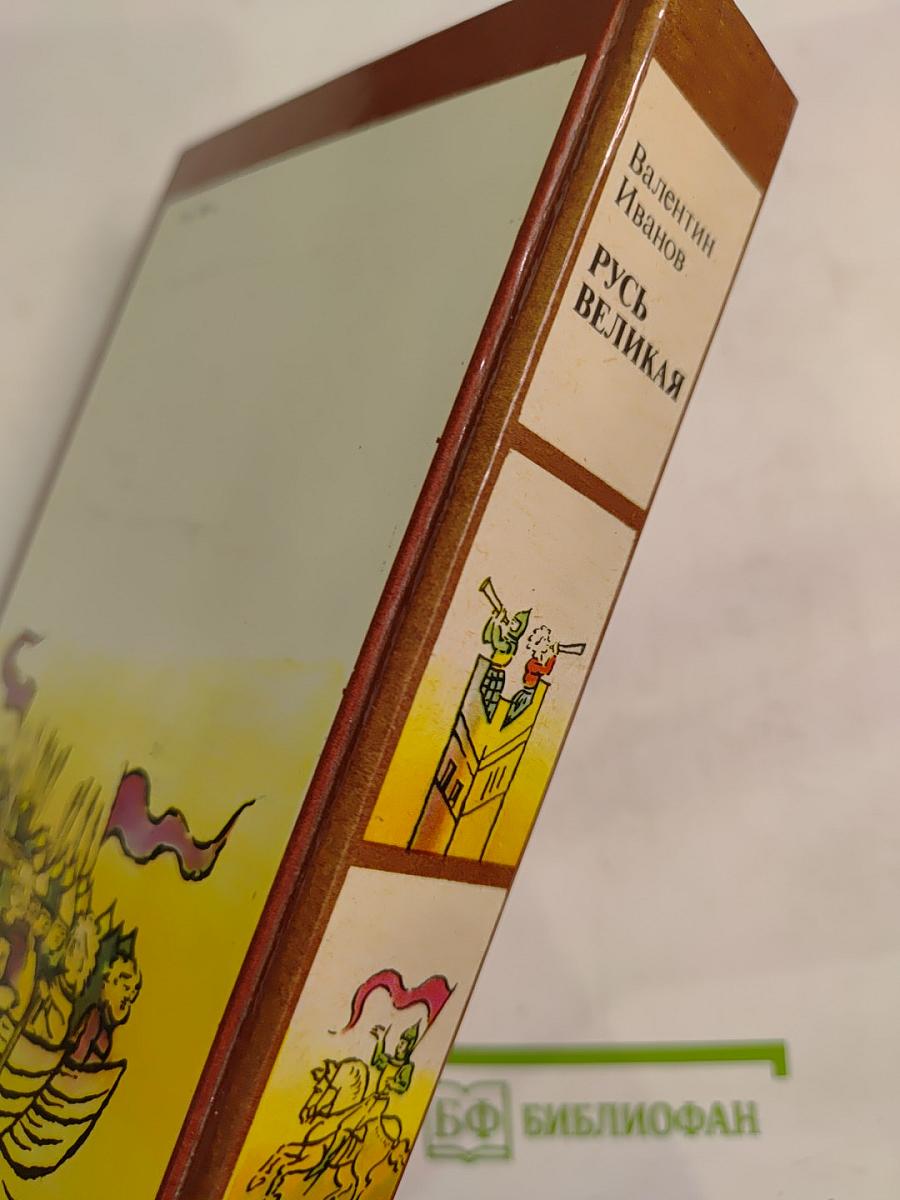 Валентин
Иванов
РУСЬ
ВЕЛИКАЯ
БФ БИБЛИОФАН